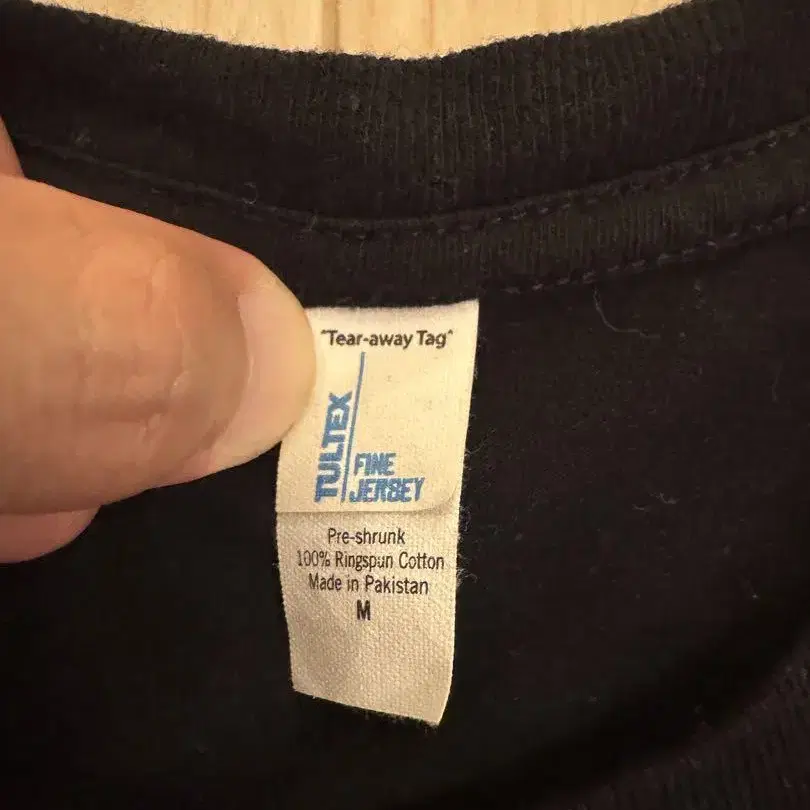 "Tear-away Tag"
TULTEX
FINE
JERSEY
Pre-shrunk
100% Ringspun Cotton
Made in Pakistan
M